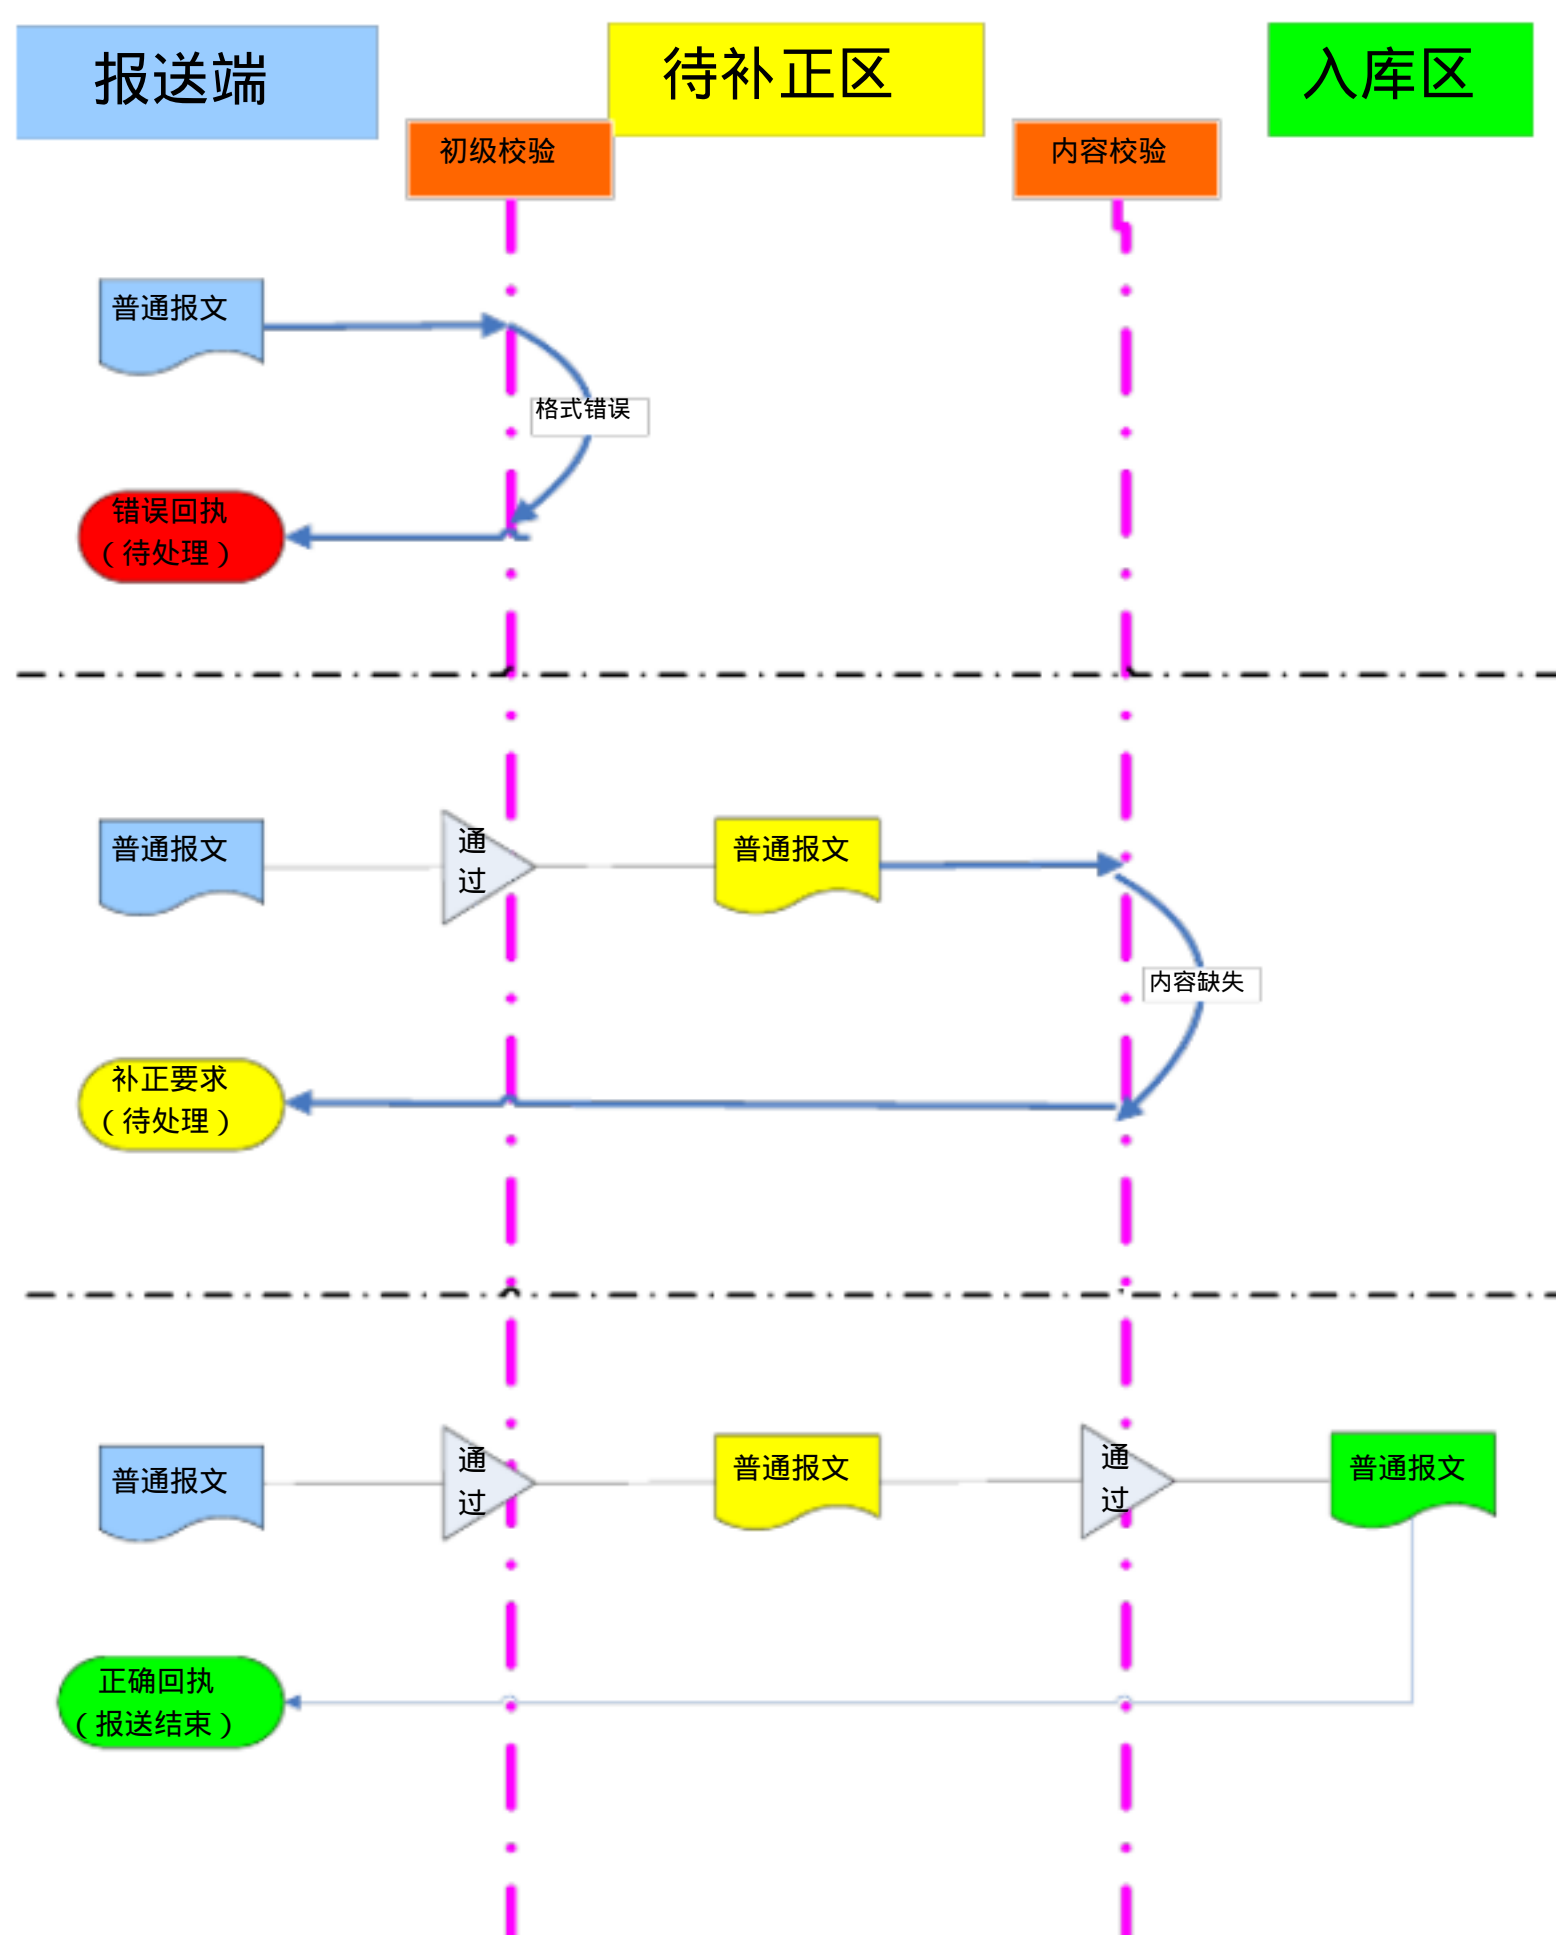 报送端
待补正区
入库区
初级校验
内容校验
普通报文
格式错误
错误回执
（待处理）
普通报文
通
过
普通报文
内容缺失
补正要求
（待处理）
普通报文
通
过
普通报文
通
过
普通报文
正确回执
（报送结束）